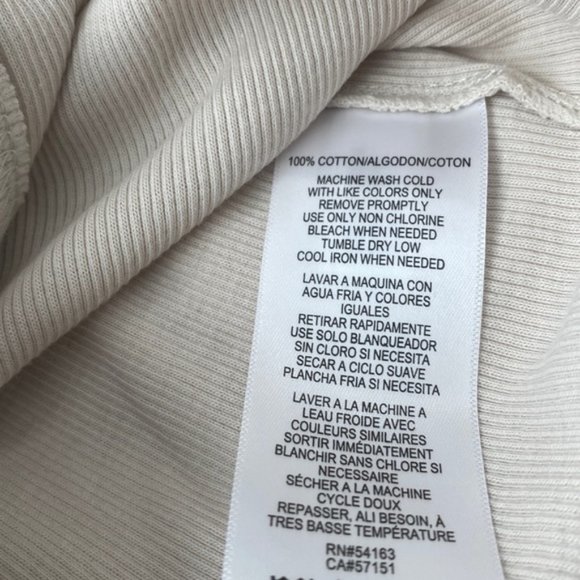 100% COTTON/ALGODON/COTON
MACHINE WASH COLD
WITH LIKE COLORS ONLY
REMOVE PROMPTLY
USE ONLY NON CHLORINE
BLEACH WHEN NEEDED
TUMBLE DRY LOW
COOL IRON WHEN NEEDED
LAVAR A MAQUINA CON
AGUA FRIA Y COLORES
IGUALES
RETIRAR RAPIDAMENTE
USE SOLO BLANQUEADOR
SIN CLORO SI NECESITA
SECAR A CICLO SUAVE
PLANCHA FRIA SI NECESITA
LAVER A LA MACHINE A
LEAU FROIDE AVEC
COULEURS SIMILAIRES
SORTIR IMMÉDIATEMENT
BLANCHIR SANS CHLORE SI
NECESSAIRE
SÉCHER A LA MACHINE
CYCLE DOUX
REPASSER, ALI BESOIN, À
TRES BASSE TEMPÉRATURE
RN#54163
CA#57151